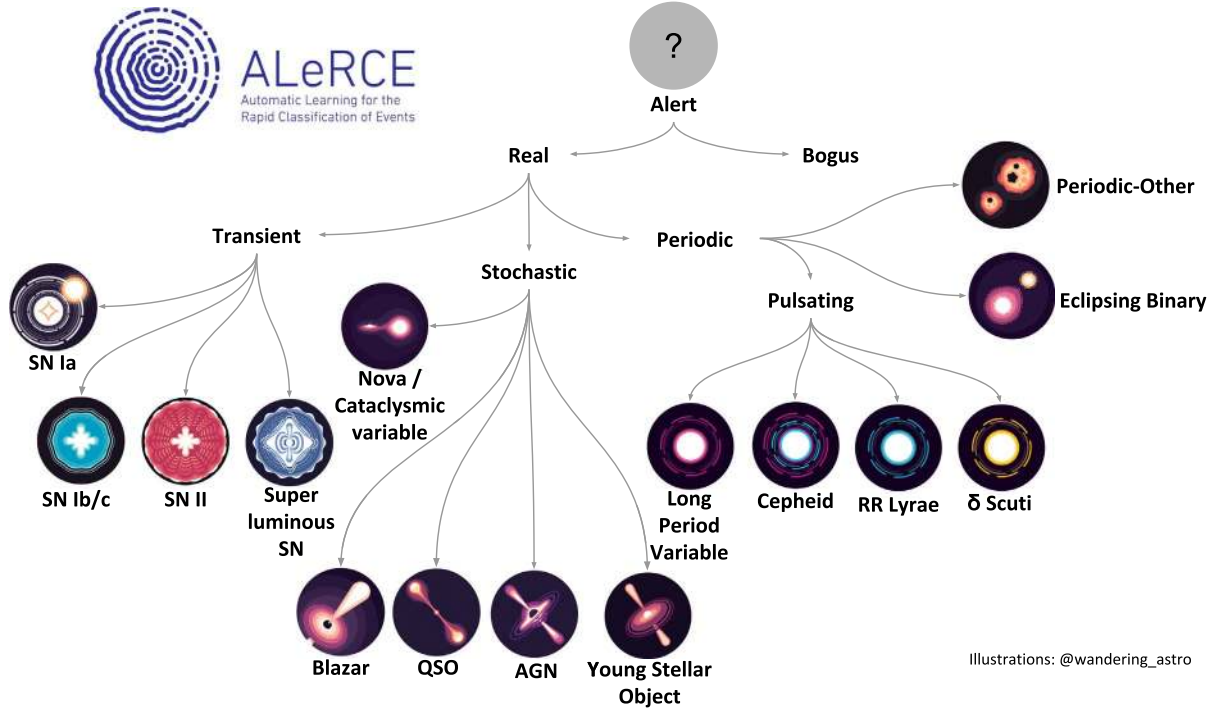 ALeRCE
Automatic Learning for the
Rapid Classification of Events
?
Alert
Real
Bogus
Periodic-Other
Transient
Periodic
Stochastic
Pulsating
Eclipsing Binary
SN Ia
Nova /
Cataclysmic
variable
SN Ib/c
SN II
Super
luminous
SN
Long
Period
Variable
Cepheid
RR Lyrae
δ Scuti
Blazar
QSO
AGN
Young Stellar
Object
Illustrations: @wandering_astro